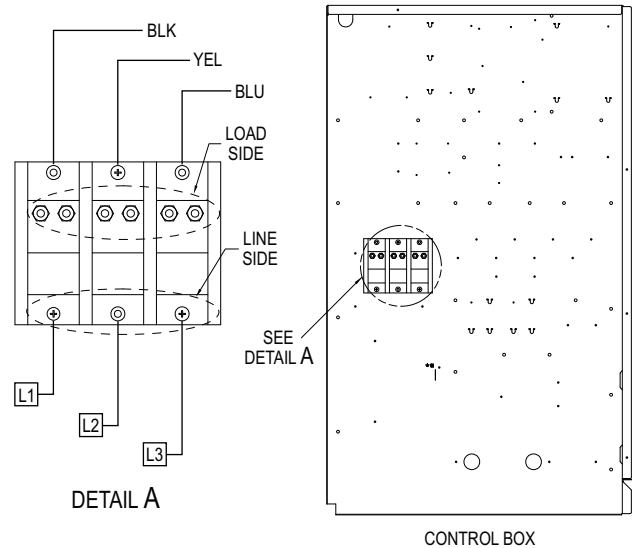 BLK
YEL
BLU
LOAD
SIDE
LINE
SIDE
L1
L2
L3
DETAIL A
SEE
DETAIL A
CONTROL BOX